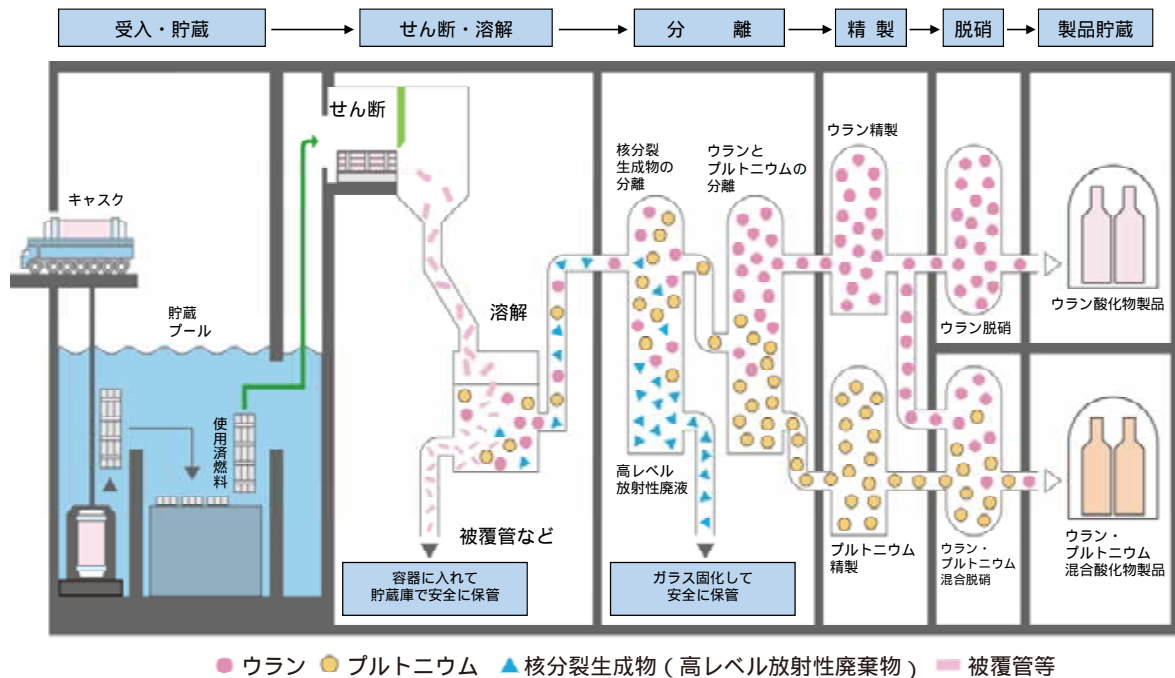 受入・貯蔵
せん断・溶解
分　離
精 製
脱硝
製品貯蔵
せん断
キャスク
貯蔵
プール
使用済燃料
溶解
被覆管など
容器に入れて
貯蔵庫で安全に保管
核分裂
生成物の
分離
ウランと
プルトニウムの
分離
高レベル
放射性廃液
ガラス固化して
安全に保管
ウラン精製
プルトニウム
精製
ウラン脱硝
ウラン・
プルトニウム
混合脱硝
ウラン酸化物製品
ウラン・
プルトニウム
混合酸化物製品
ウラン
プルトニウム
核分裂生成物（高レベル放射性廃棄物）
被覆管等